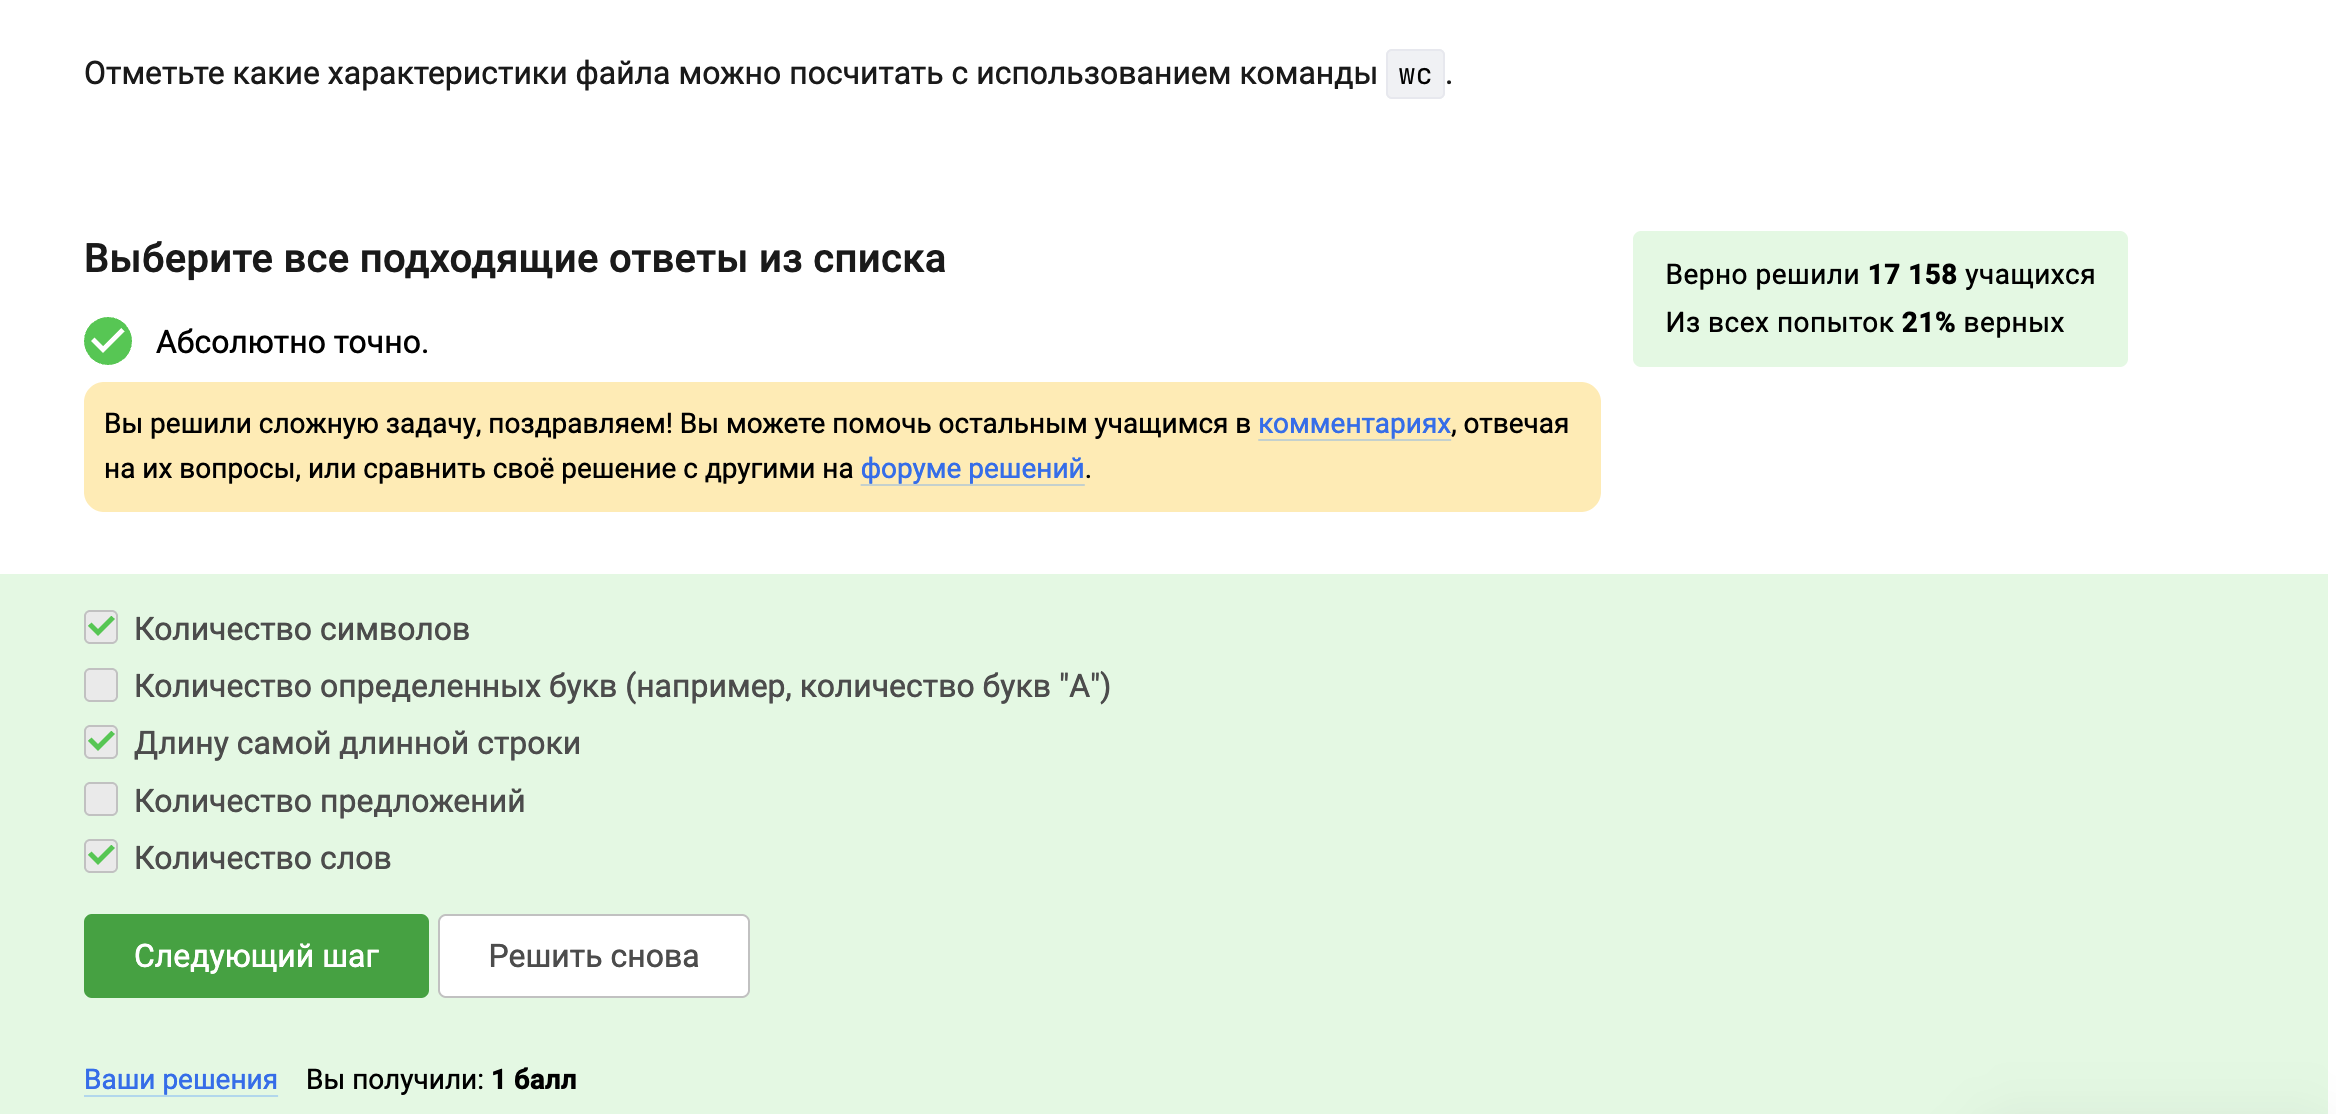 Отметьте какие характеристики файла можно посчитать с использованием команды wc.
Выберите все подходящие ответы из списка
Верно решили 17 158 учащихся
Из всех попыток 21% верных
Абсолютно точно.
Вы решили сложную задачу, поздравляем! Вы можете помочь остальным учащимся в комментариях, отвечая
на их вопросы, или сравнить своё решение с другими на форуме решений.
Количество символов
Количество определенных букв (например, количество букв "A")
Длину самой длинной строки
Количество предложений
Количество слов
Следующий шаг
Решить снова
Ваши решения Вы получили: 1 балл